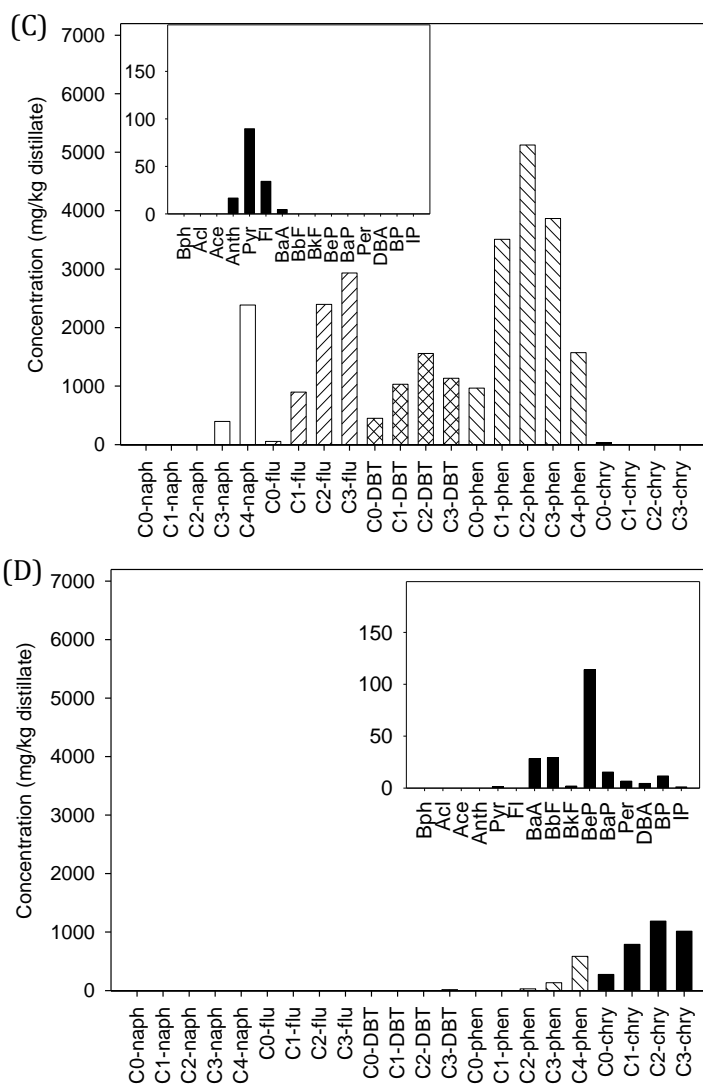 (C)
7000
6000
5000
4000
3000
2000
1000
0
Concentration (mg/kg distillate)
150
100
50
0
Bph
Acl
Ace
Anth
Pyr
Fl
BaA
BbF
BkF
BeP
BaP
Per
DBA
BP
IP
C0-naph
C1-naph
C2-naph
C3-naph
C4-naph
C0-flu
C1-flu
C2-flu
C3-flu
C0-DBT
C1-DBT
C2-DBT
C3-DBT
C0-phen
C1-phen
C2-phen
C3-phen
C4-phen
C0-chry
C1-chry
C2-chry
C3-chry
(D)
7000
6000
5000
4000
3000
2000
1000
0
Concentration (mg/kg distillate)
150
100
50
0
Bph
Acl
Ace
Anth
Pyr
Fl
BaA
BbF
BkF
BeP
BaP
Per
DBA
BP
IP
C0-naph
C1-naph
C2-naph
C3-naph
C4-naph
C0-flu
C1-flu
C2-flu
C3-flu
C0-DBT
C1-DBT
C2-DBT
C3-DBT
C0-phen
C1-phen
C2-phen
C3-phen
C4-phen
C0-chry
C1-chry
C2-chry
C3-chry